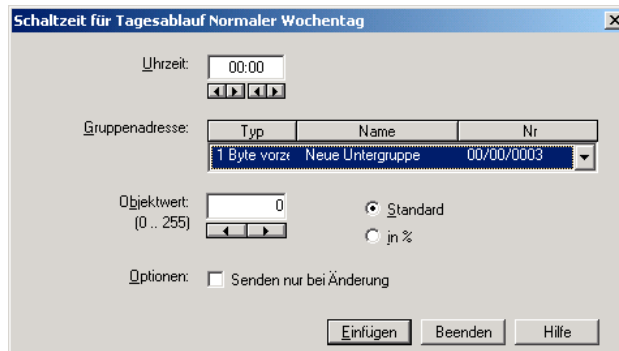 Schaltzeit für Tagesablauf Normaler Wochentag
Uhrzeit: 00:00
Gruppenadresse: Typ Name Nr
1 Byte vorze Neue Untergruppe 00/00/0003
Objektwert: 0 Standard
(0 .. 255) in %
Optionen: Senden nur bei Änderung
Einfügen Beenden Hilfe